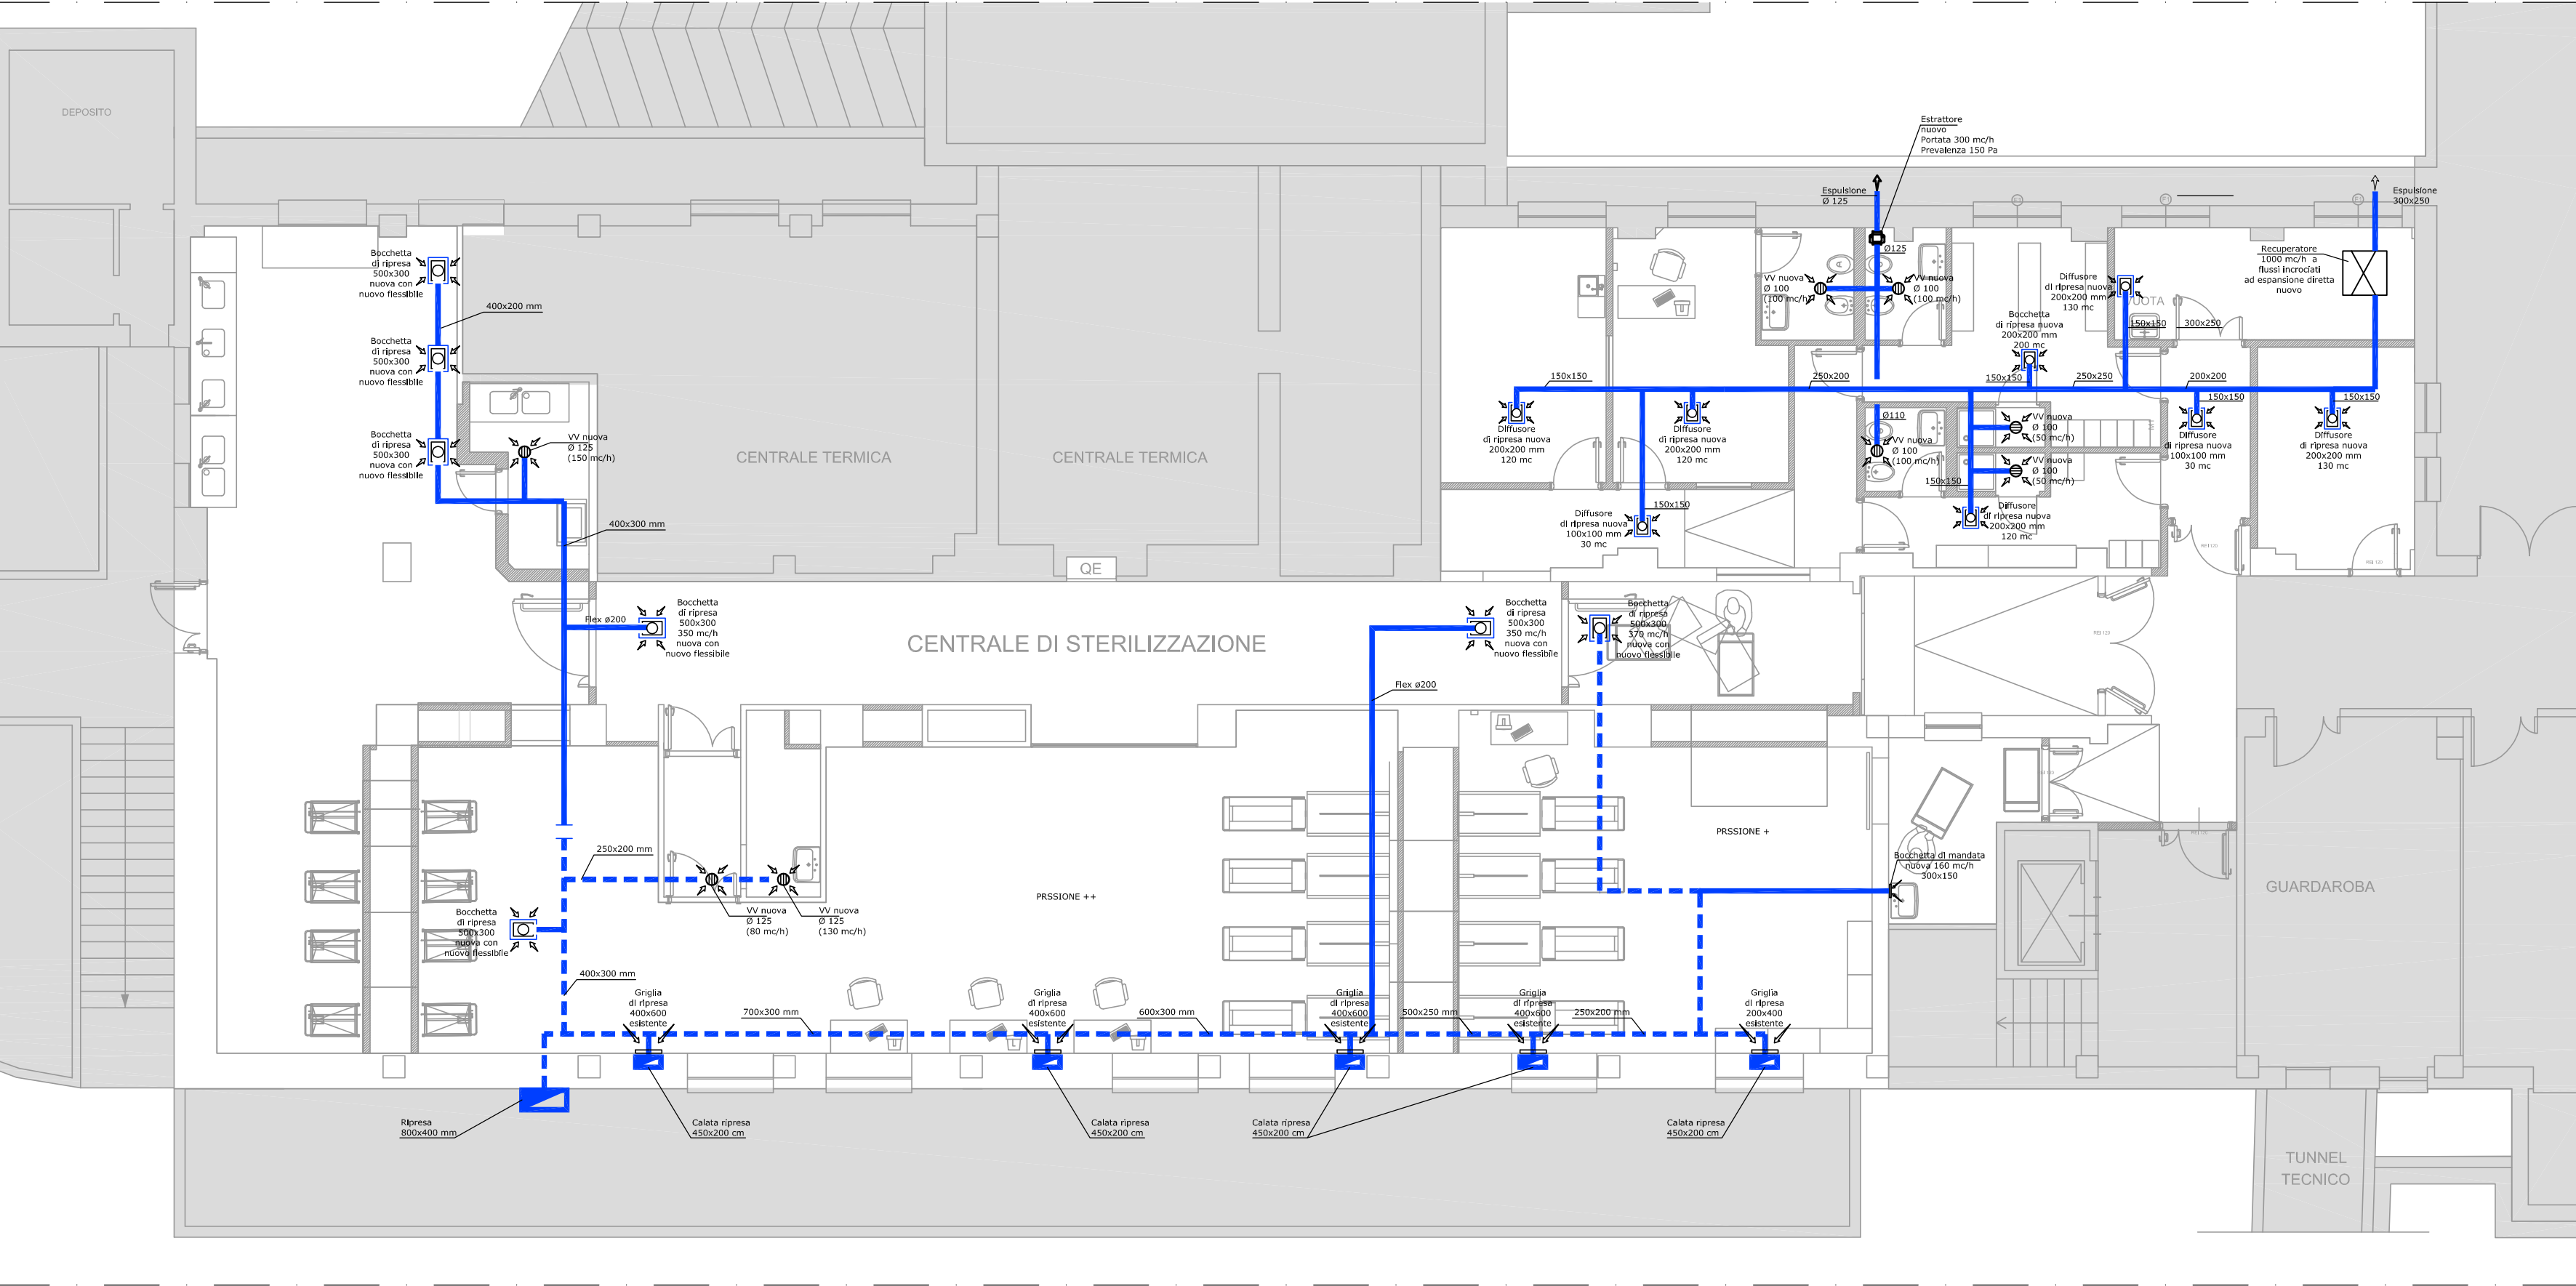 DEPOSITO
Estrattore
nuovo
Portata 300 mc/h
Prevalenza 150 Pa
Espulsione
Ø 125
Espulsione
300x250
Bocchetta
di ripresa
500x300
nuova con
nuovo flessibile
400x200 mm
Bocchetta
di ripresa
500x300
nuova con
nuovo flessibile
Bocchetta
di ripresa
500x300
nuova con
nuovo flessibile
VV nuova
Ø 125
(150 mc/h)
CENTRALE TERMICA
CENTRALE TERMICA
QE
400x300 mm
Ø125
VV nuova
Ø 100
(100 mc/h)
VV nuova
Ø 100
(100 mc/h)
Diffusore
di ripresa nuova
200x200 mm
130 mc
Recuperatore
1000 mc/h a
flussi incrociati
ad espansione diretta
nuovo
Bocchetta
di ripresa nuova
200x200 mm
200 mc
150x150
300x250
150x150
250x200
150x150
250x250
200x200
150x150
150x150
Diffusore
di ripresa nuova
200x200 mm
120 mc
Diffusore
di ripresa nuova
200x200 mm
120 mc
Ø110
VV nuova
Ø 100
(100 mc/h)
VV nuova
Ø 100
(50 mc/h)
VV nuova
Ø 100
(50 mc/h)
Diffusore
di ripresa nuova
100x100 mm
30 mc
Diffusore
di ripresa nuova
200x200 mm
130 mc
150x150
150x150
Diffusore
di ripresa nuova
100x100 mm
30 mc
Diffusore
di ripresa nuova
200x200 mm
120 mc
Flex ø200
Bocchetta
di ripresa
500x300
350 mc/h
nuova con
nuovo flessibile
CENTRALE DI STERILIZZAZIONE
Bocchetta
di ripresa
500x300
350 mc/h
nuova con
nuovo flessibile
Bocchetta
di ripresa
500x300
370 mc/h
nuova con
nuovo flessibile
Flex ø200
250x200 mm
VV nuova
Ø 125
(80 mc/h)
VV nuova
Ø 125
(130 mc/h)
PRSSIONE ++
PRSSIONE +
Bocchetta di mandata
nuova 160 mc/h
300x150
GUARDAROBA
Bocchetta
di ripresa
500x300
nuova con
nuovo flessibile
400x300 mm
Griglia
di ripresa
400x600
esistente
700x300 mm
Griglia
di ripresa
400x600
esistente
600x300 mm
Griglia
di ripresa
400x600
esistente
500x250 mm
Griglia
di ripresa
400x600
esistente
250x200 mm
Griglia
di ripresa
200x400
esistente
Ripresa
800x400 mm
Calata ripresa
450x200 cm
Calata ripresa
450x200 cm
Calata ripresa
450x200 cm
Calata ripresa
450x200 cm
TUNNEL
TECNICO